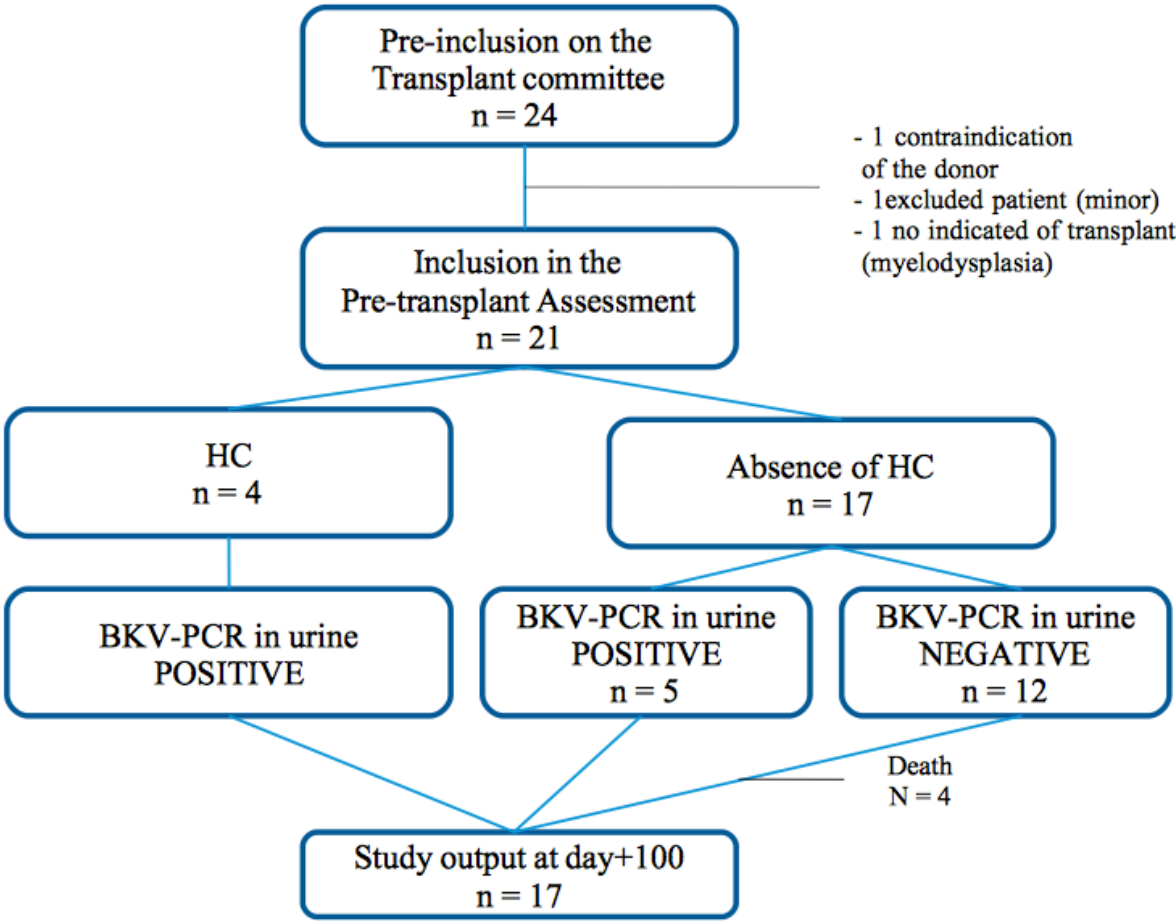 Pre-inclusion on the
Transplant committee
n = 24
- 1 contraindication
of the donor
- 1excluded patient (minor)
- 1 no indicated of transplant
(myelodysplasia)
Inclusion in the
Pre-transplant Assessment
n = 21
HC
n = 4
Absence of HC
n = 17
BKV-PCR in urine
POSITIVE
BKV-PCR in urine
POSITIVE
n = 5
BKV-PCR in urine
NEGATIVE
n = 12
Death
N = 4
Study output at day+100
n = 17